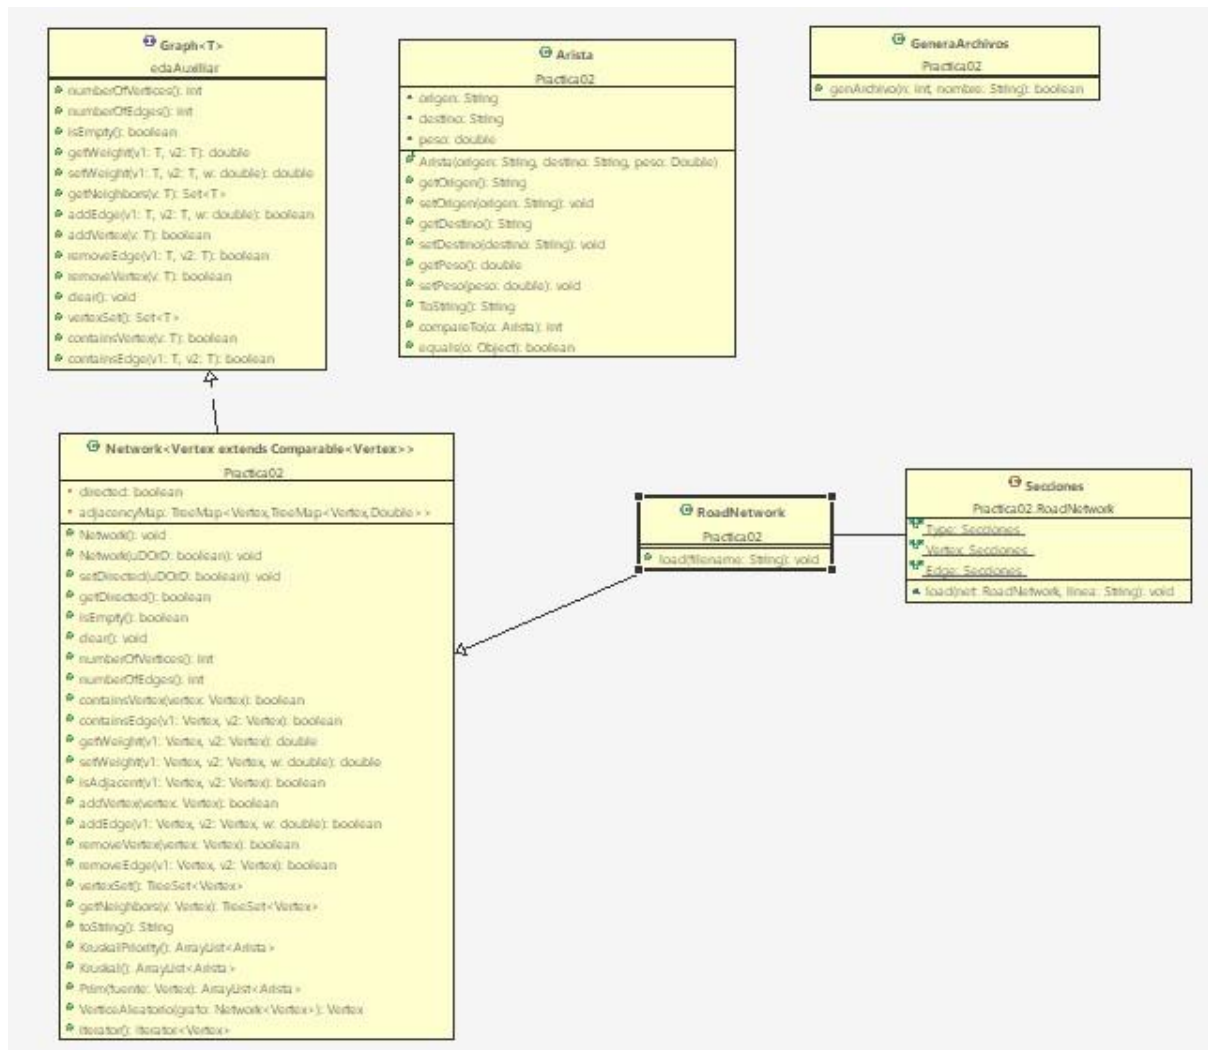 Graph<T>
edaAuxiliar
numberOfVertices(): int
numberOfEdges(): int
isEmpty(): boolean
getWeight(v1: T, v2: T): double
setWeight(v1: T, v2: T, w: double): double
getNeighbors(v: T): Set<T>
addEdge(v1: T, v2: T, w: double): boolean
addVertex(v: T): boolean
removeEdge(v1: T, v2: T): boolean
removeVertex(v: T): boolean
clear(): void
vertexSet(): Set<T>
containsVertex(v: T): boolean
containsEdge(v1: T, v2: T): boolean
Arista
Practica02
origen: String
destino: String
peso: double
Arista(origen: String, destino: String, peso: Double)
getOrigen(): String
setOrigen(origen: String): void
getDestino(): String
setDestino(destino: String): void
getPeso(): double
setPeso(peso: double): void
ToString(): String
compareTo(o: Arista): int
equals(o: Object): boolean
GeneraArchivos
Practica02
genArchivo(n: int, nombre: String): boolean
Network<Vertex extends Comparable<Vertex>>
Practica02
directed: boolean
adjacencyMap: TreeMap<Vertex,TreeMap<Vertex,Double>>
Network(): void
Network(uDOrD: boolean): void
setDirected(uDOrD: boolean): void
getDirected(): boolean
isEmpty(): boolean
clear(): void
numberOfVertices(): int
numberOfEdges(): int
containsVertex(vertex: Vertex): boolean
containsEdge(v1: Vertex, v2: Vertex): boolean
getWeight(v1: Vertex, v2: Vertex): double
setWeight(v1: Vertex, v2: Vertex, w: double): double
isAdjacent(v1: Vertex, v2: Vertex): boolean
addVertex(vertex: Vertex): boolean
addEdge(v1: Vertex, v2: Vertex, w: double): boolean
removeVertex(vertex: Vertex): boolean
removeEdge(v1: Vertex, v2: Vertex): boolean
vertexSet(): TreeSet<Vertex>
getNeighbors(v: Vertex): TreeSet<Vertex>
toString(): String
KruskalPriority(): ArrayList<Arista>
Kruskal(): ArrayList<Arista>
Prim(fuente: Vertex): ArrayList<Arista>
VerticeAleatorio(grafo: Network<Vertex>): Vertex
iterator(): Iterator<Vertex>
RoadNetwork
Practica02
load(filename: String): void
Secciones
Practica02.RoadNetwork
Type: Secciones
Vertex: Secciones
Edge: Secciones
load(net: RoadNetwork, linea: String): void